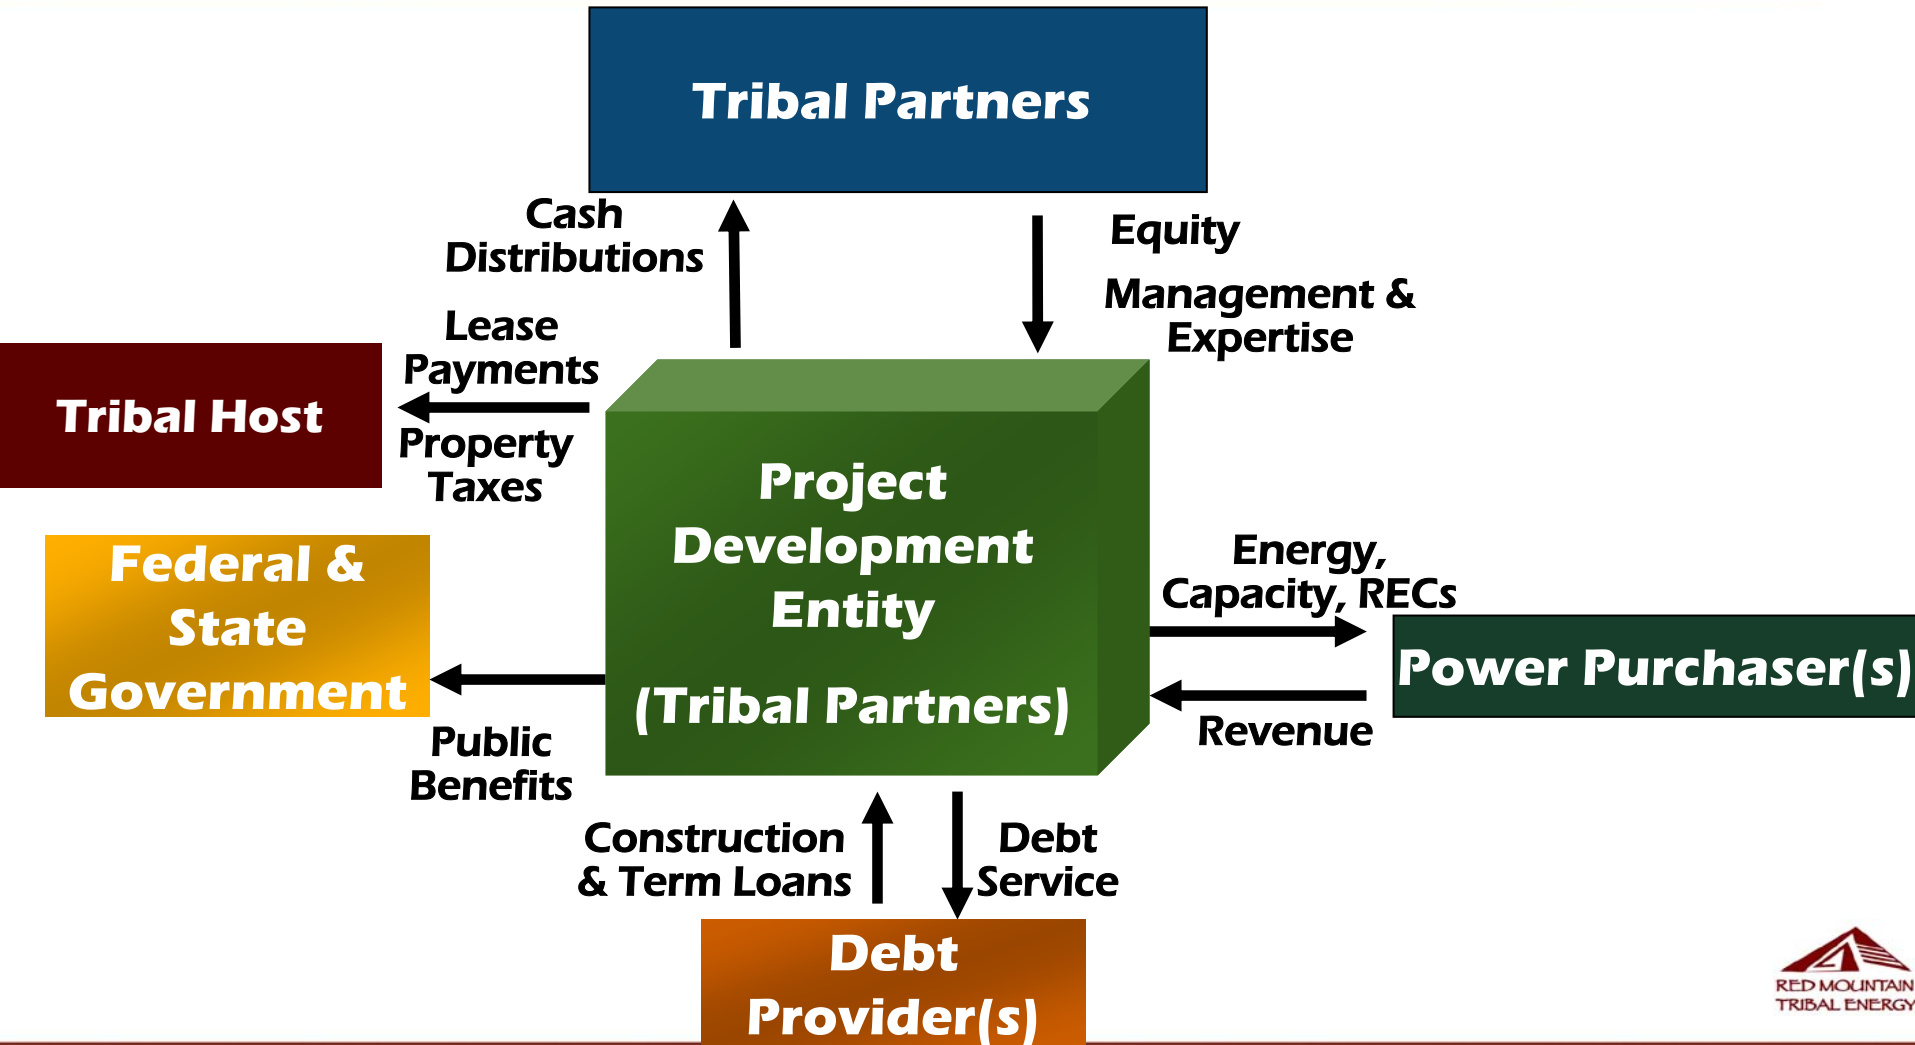 Tribal Partners
Cash
Distributions
Equity
Management &
Expertise
Lease
Payments
Tribal Host
Property
Taxes
Project
Development
Entity
(Tribal Partners)
Federal &
State
Government
Public
Benefits
Energy,
Capacity, RECs
Power Purchaser(s)
Revenue
Construction
& Term Loans
Debt
Service
Debt
Provider(s)
RED MOUNTAIN
TRIBAL ENERGY